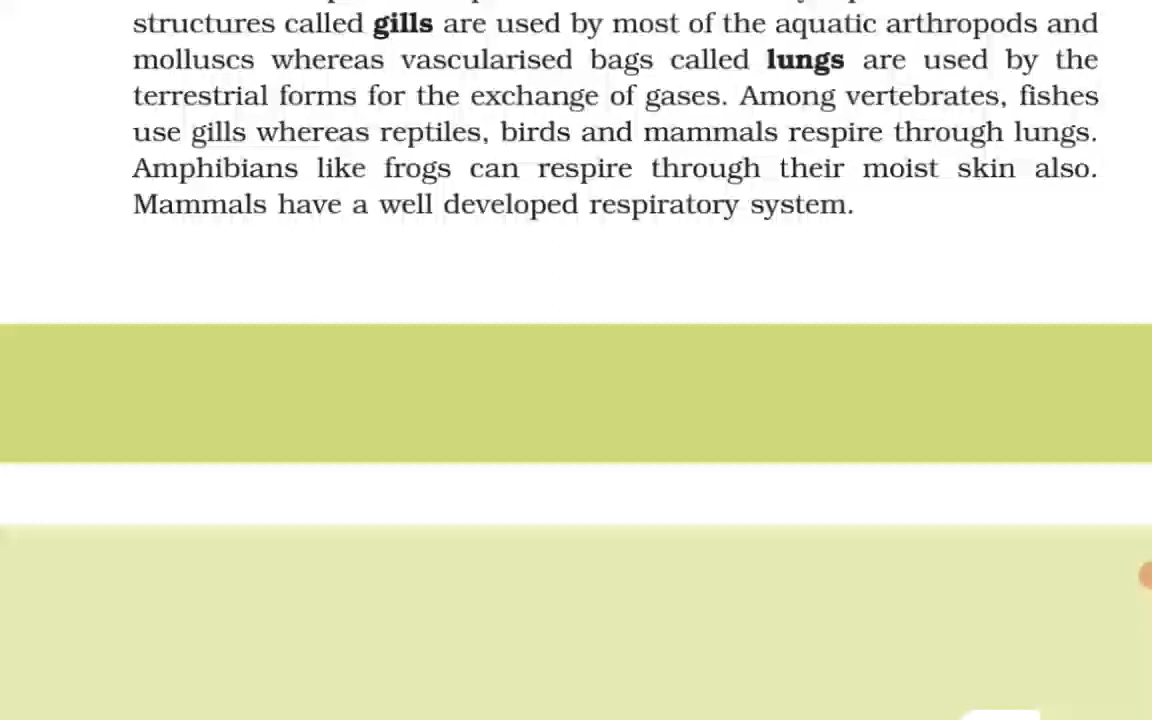 structures called gills are used by most of the aquatic arthropods and
molluscs whereas vascularised bags called lungs are used by the
terrestrial forms for the exchange of gases. Among vertebrates, fishes
use gills whereas reptiles, birds and mammals respire through lungs.
Amphibians like frogs can respire through their moist skin also.
Mammals have a well developed respiratory system.